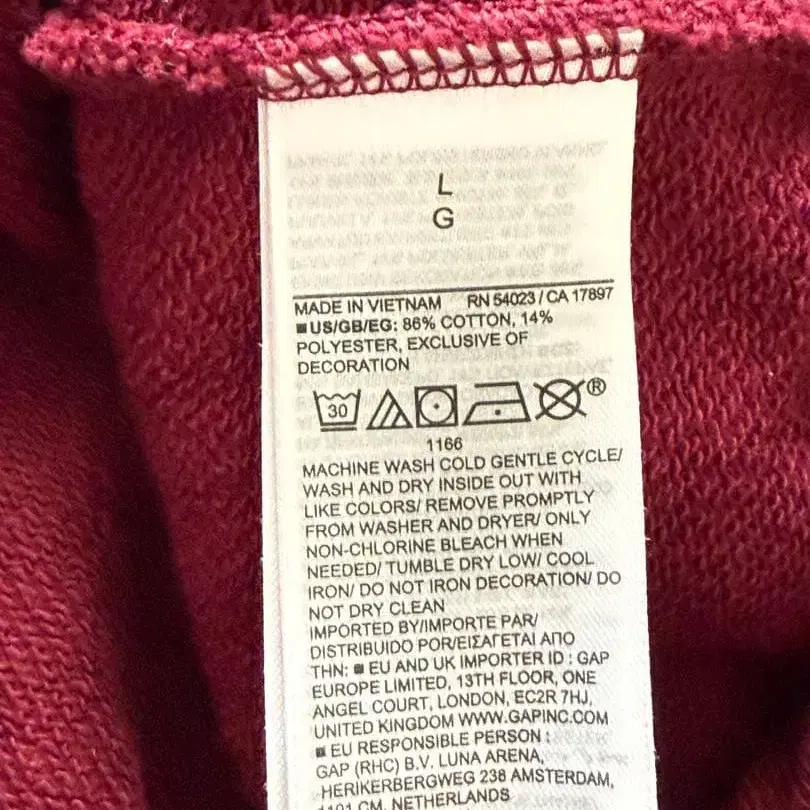 L
G
MADE IN VIETNAM RN 54023 / CA 17897
■US/GB/EG: 86% COTTON, 14%
POLYESTER, EXCLUSIVE OF
DECORATION
30 ®
1166
MACHINE WASH COLD GENTLE CYCLE/
WASH AND DRY INSIDE OUT WITH
LIKE COLORS/ REMOVE PROMPTLY
FROM WASHER AND DRYER/ ONLY
NON-CHLORINE BLEACH WHEN
NEEDED/ TUMBLE DRY LOW/ COOL
IRON/ DO NOT IRON DECORATION/ DO
NOT DRY CLEAN
IMPORTED BY/IMPORTE PAR/
DISTRIBUIDO POR/ΕΙΣΑΓΕΤΑΙ ΑΠΟ
ΤΗΝ: ■ EU AND UK IMPORTER ID : GAP
EUROPE LIMITED, 13TH FLOOR, ONE
ANGEL COURT, LONDON, EC2R 7HJ,
UNITED KINGDOM WWW.GAPINC.COM
■ EU RESPONSIBLE PERSON :
GAP (RHC) B.V. LUNA ARENA,
HERIKERBERGWEG 238 AMSTERDAM,
1101 CM, NETHERLANDS